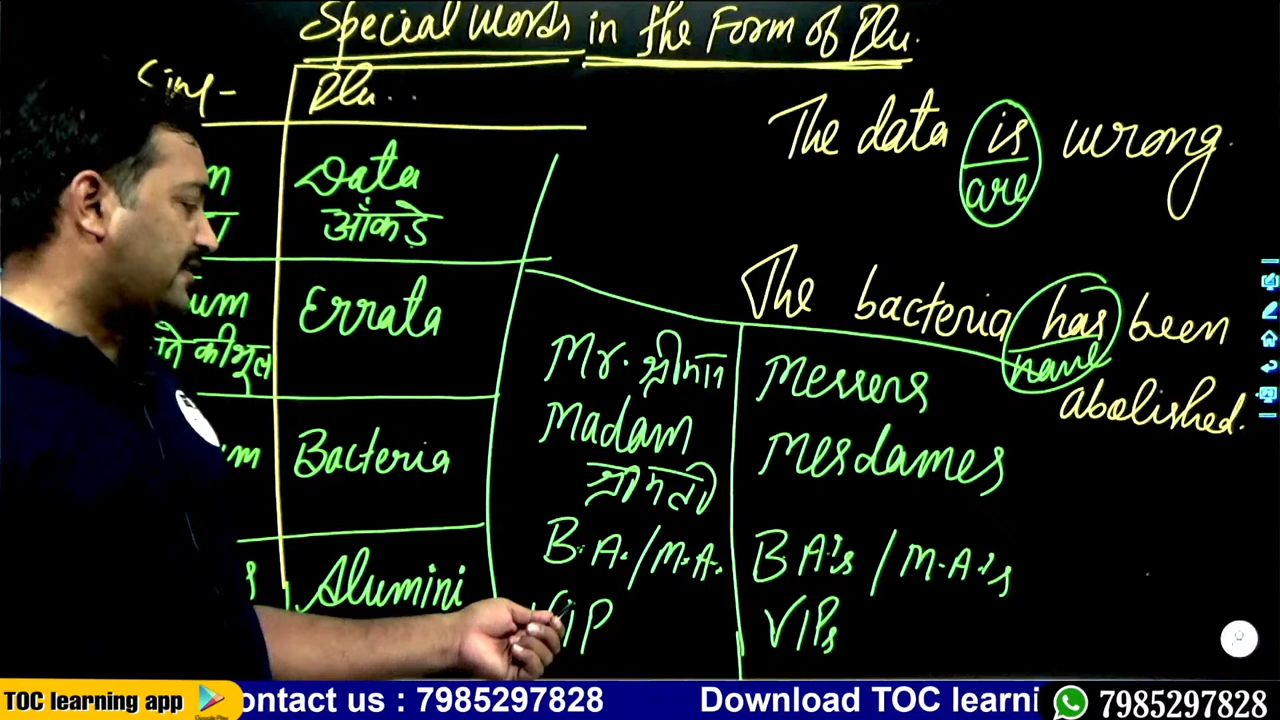 Special Words in the Form of Plu.
Sing- Plu...
Data
आँकड़े
Errata
की भूल
Bacteria
Alumini
The data is wrong.
are
The bacteria has been
have
abolished.
Mr. श्रीमान Messers
Madam Mesdames
श्रीमती
B.A./M.A. B.A.'s / M.A.'s
VIP VIPs
TOC learning app
ontact us : 7985297828 Download TOC learni
7985297828